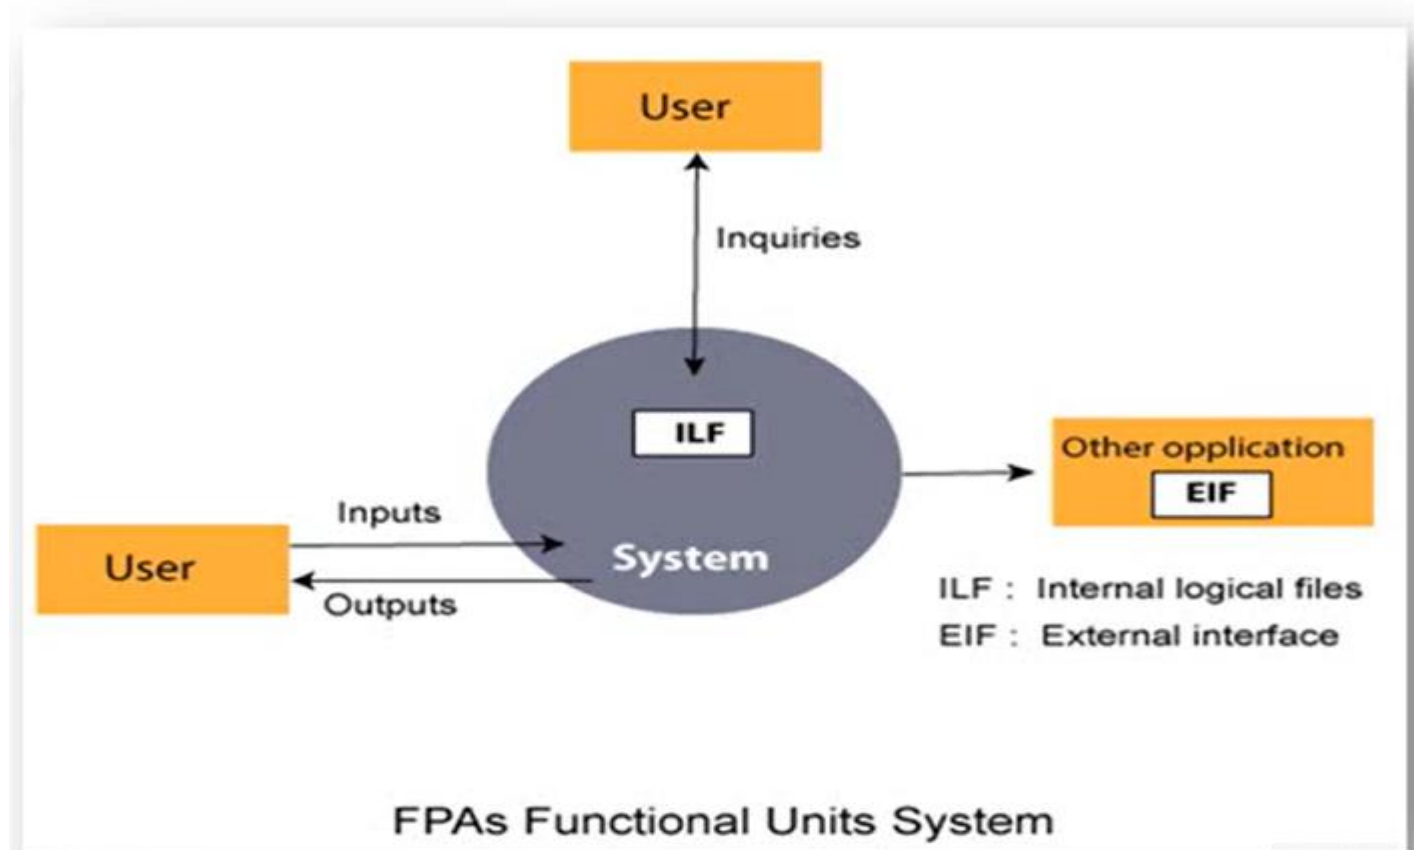 User
Inquiries
ILF
Other opplication
EIF
Inputs
System
User
Outputs
ILF : Internal logical files
EIF : External interface
FPAs Functional Units System